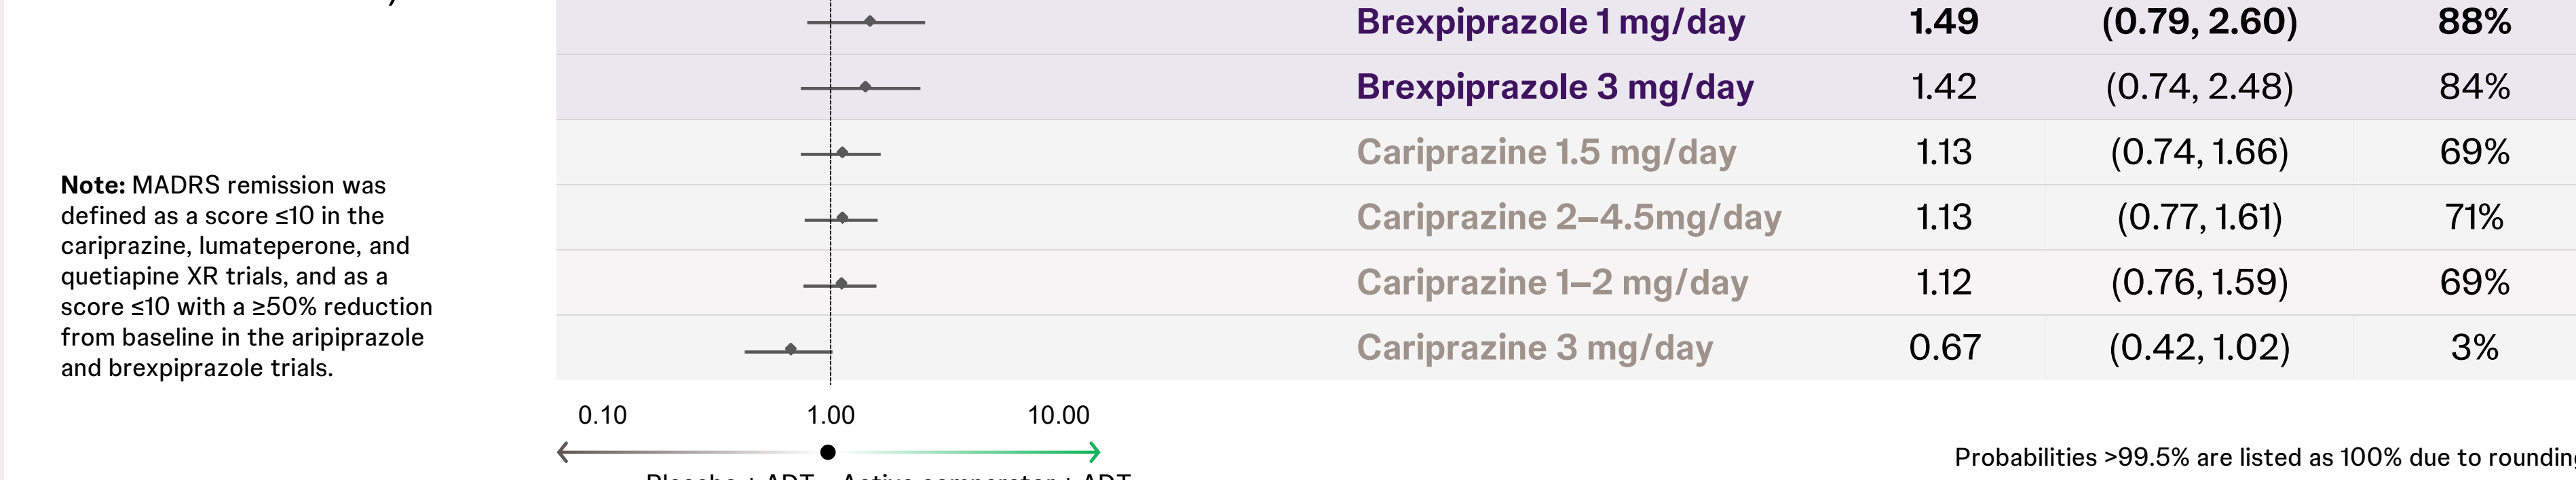 Brexpiprazole 1 mg/day 1.49 (0.79, 2.60) 88%
Brexpiprazole 3 mg/day 1.42 (0.74, 2.48) 84%
Cariprazine 1.5 mg/day 1.13 (0.74, 1.66) 69%
Cariprazine 2–4.5mg/day 1.13 (0.77, 1.61) 71%
Cariprazine 1–2 mg/day 1.12 (0.76, 1.59) 69%
Cariprazine 3 mg/day 0.67 (0.42, 1.02) 3%
Note: MADRS remission was
defined as a score ≤10 in the
cariprazine, lumateperone, and
quetiapine XR trials, and as a
score ≤10 with a ≥50% reduction
from baseline in the aripiprazole
and brexpiprazole trials.
0.10 1.00 10.00
Placebo + ADT Active comparator + ADT
Probabilities >99.5% are listed as 100% due to rounding